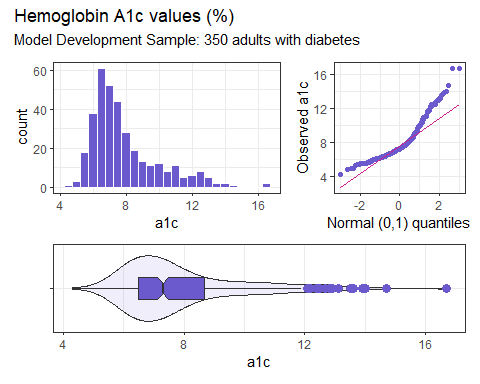 Hemoglobin A1c values (%)
Model Development Sample: 350 adults with diabetes
60
40
20
0
count
4 8 12 16
a1c
16
12
8
4
Observed a1c
-2 0 2
Normal (0,1) quantiles
4 8 12 16
a1c